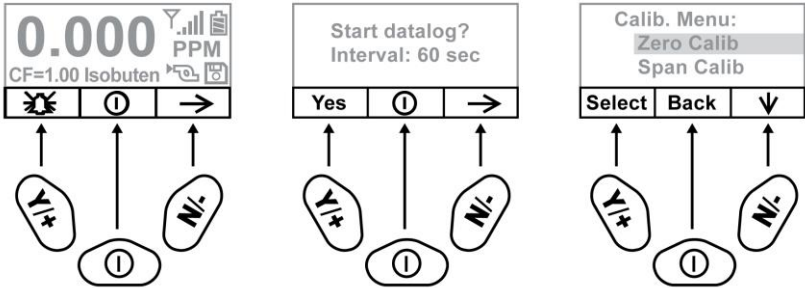 0.000
PPM
CF=1.00 Isobuten
Y/+
N/-
Start datalog?
Interval: 60 sec
Yes
Y/+
N/-
Calib. Menu:
Zero Calib
Span Calib
Select Back
Y/+
N/-